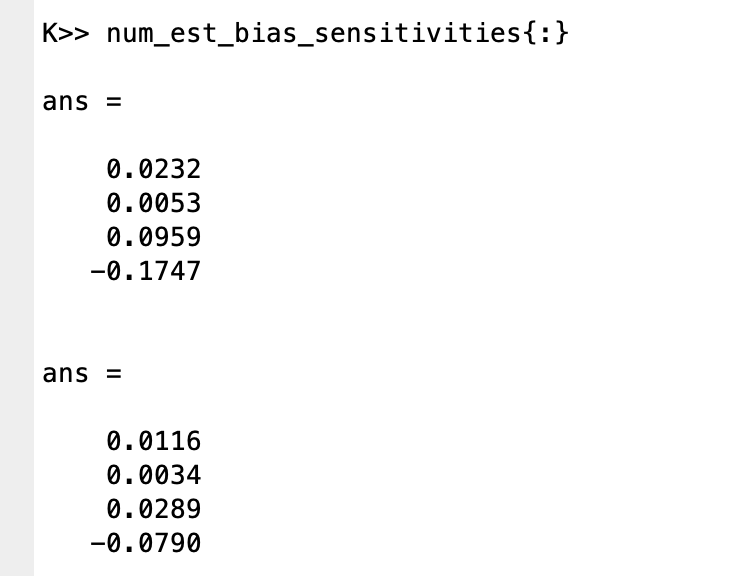 K>> num_est_bias_sensitivities{:}
ans =
0.0232
0.0053
0.0959
-0.1747
ans =
0.0116
0.0034
0.0289
-0.0790